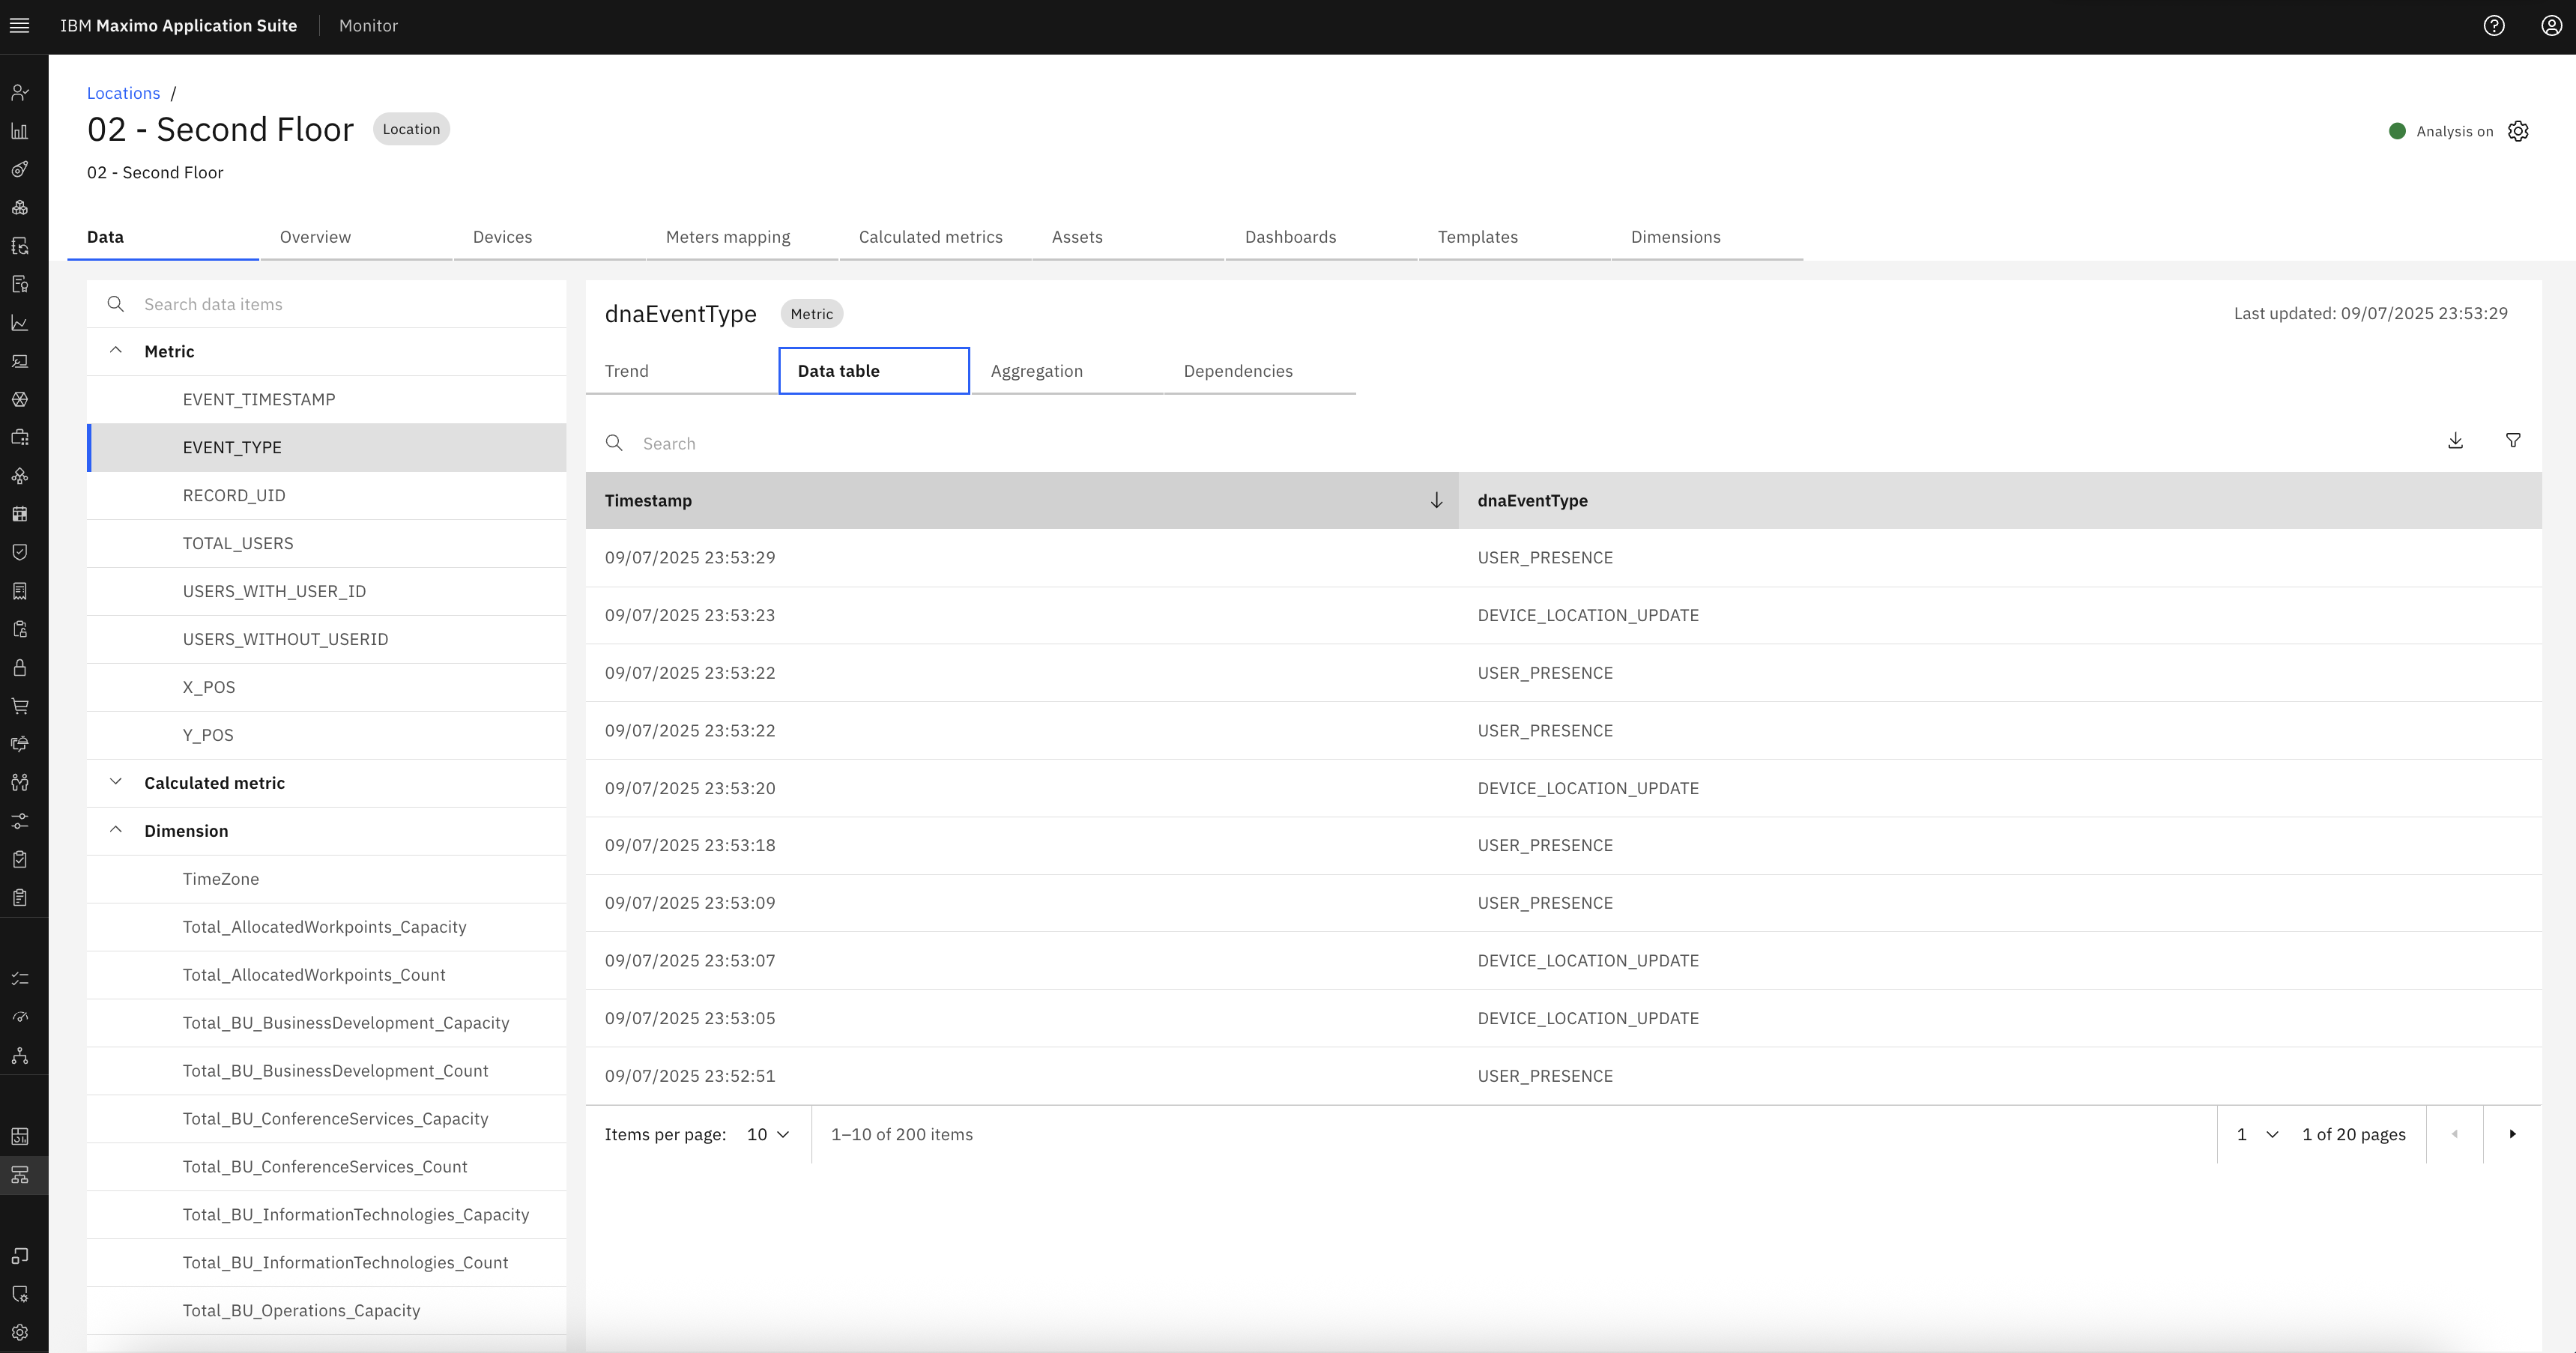 IBM Maximo Application Suite Monitor
Locations /
02 - Second Floor Location
Analysis on
02 - Second Floor
Data Overview Devices Meters mapping Calculated metrics Assets Dashboards Templates Dimensions
Search data items
Metric
EVENT_TIMESTAMP
EVENT_TYPE
RECORD_UID
TOTAL_USERS
USERS_WITH_USER_ID
USERS_WITHOUT_USERID
X_POS
Y_POS
Calculated metric
Dimension
TimeZone
Total_AllocatedWorkpoints_Capacity
Total_AllocatedWorkpoints_Count
Total_BU_BusinessDevelopment_Capacity
Total_BU_BusinessDevelopment_Count
Total_BU_ConferenceServices_Capacity
Total_BU_ConferenceServices_Count
Total_BU_InformationTechnologies_Capacity
Total_BU_InformationTechnologies_Count
Total_BU_Operations_Capacity
dnaEventType Metric
Last updated: 09/07/2025 23:53:29
Trend Data table Aggregation Dependencies
Search
Timestamp dnaEventType
09/07/2025 23:53:29 USER_PRESENCE
09/07/2025 23:53:23 DEVICE_LOCATION_UPDATE
09/07/2025 23:53:22 USER_PRESENCE
09/07/2025 23:53:22 USER_PRESENCE
09/07/2025 23:53:20 DEVICE_LOCATION_UPDATE
09/07/2025 23:53:18 USER_PRESENCE
09/07/2025 23:53:09 USER_PRESENCE
09/07/2025 23:53:07 DEVICE_LOCATION_UPDATE
09/07/2025 23:53:05 DEVICE_LOCATION_UPDATE
09/07/2025 23:52:51 USER_PRESENCE
Items per page: 10 1–10 of 200 items 1 1 of 20 pages